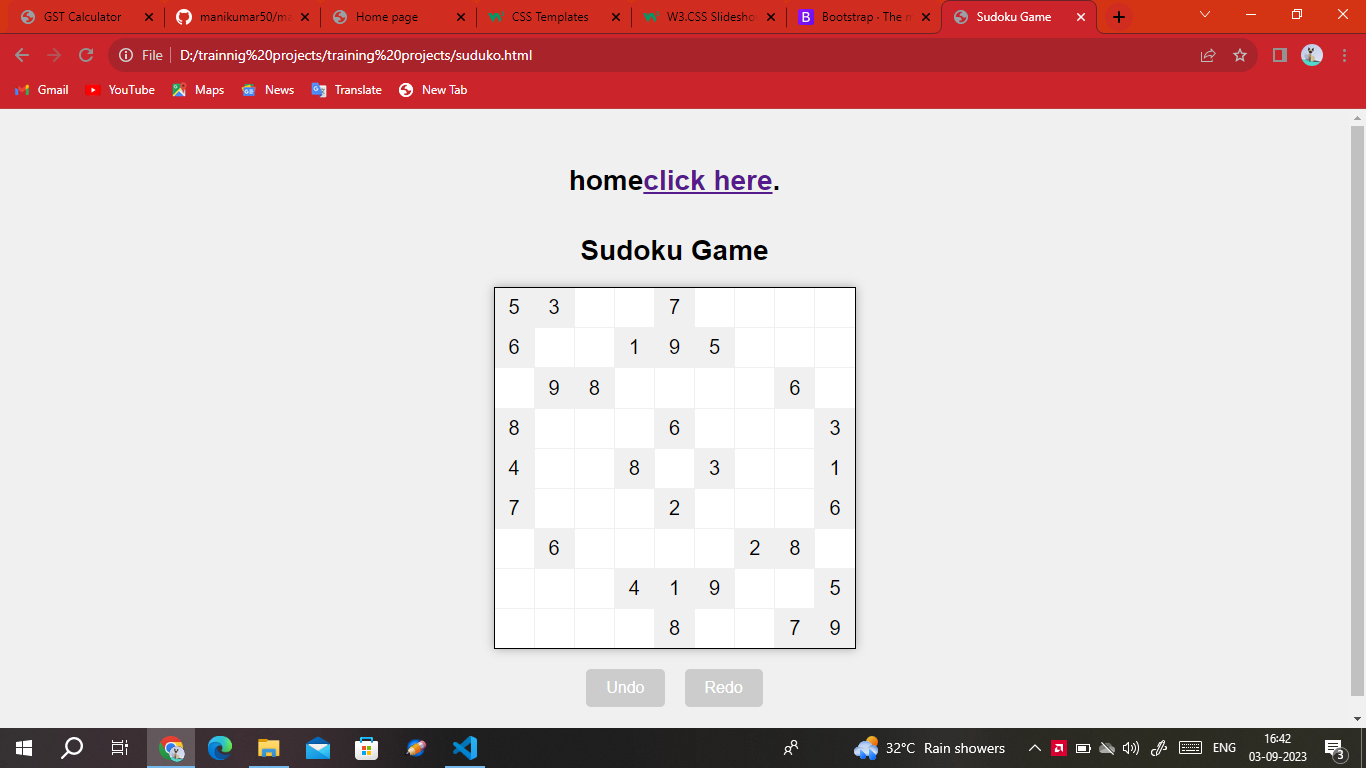 GST Calculator manikumar50/ma Home page CSS Templates W3.CSS Slidesho Bootstrap · The m Sudoku Game
File D:/trainnig%20projects/training%20projects/suduko.html
Gmail YouTube Maps News Translate New Tab
homeclick here.
Sudoku Game
5 3 7
6 1 9 5
9 8 6
8 6 3
4 8 3 1
7 2 6
6 2 8
4 1 9 5
8 7 9
Undo Redo
32°C Rain showers ENG 16:42
03-09-2023 3